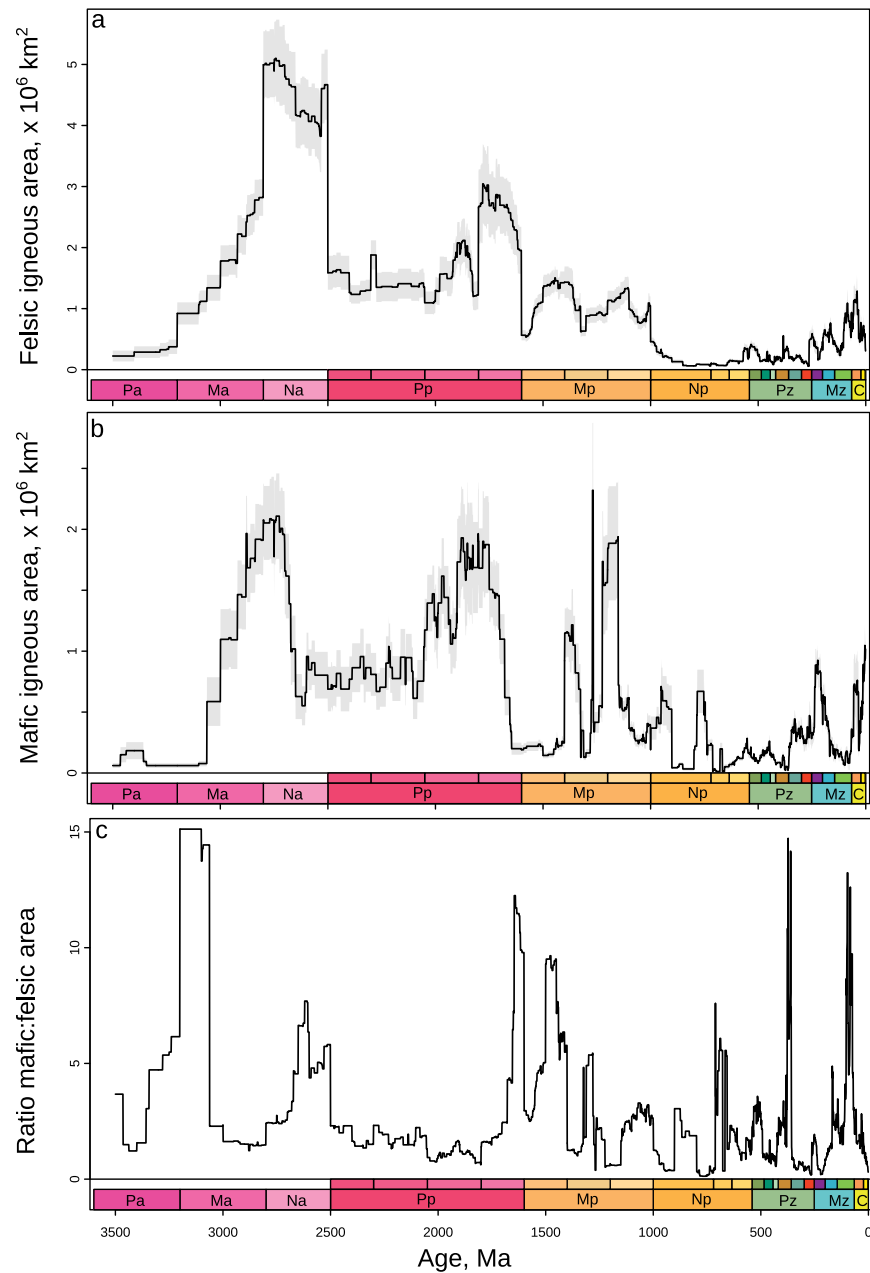 a
Felsic igneous area, x 10⁶ km²
5
4
3
2
1
0
Pa Ma Na Pp Mp Np Pz Mz C
b
Mafic igneous area, x 10⁶ km²
2
1
0
Pa Ma Na Pp Mp Np Pz Mz C
c
Ratio mafic:felsic area
15
10
5
0
Pa Ma Na Pp Mp Np Pz Mz C
3500 3000 2500 2000 1500 1000 500 0
Age, Ma